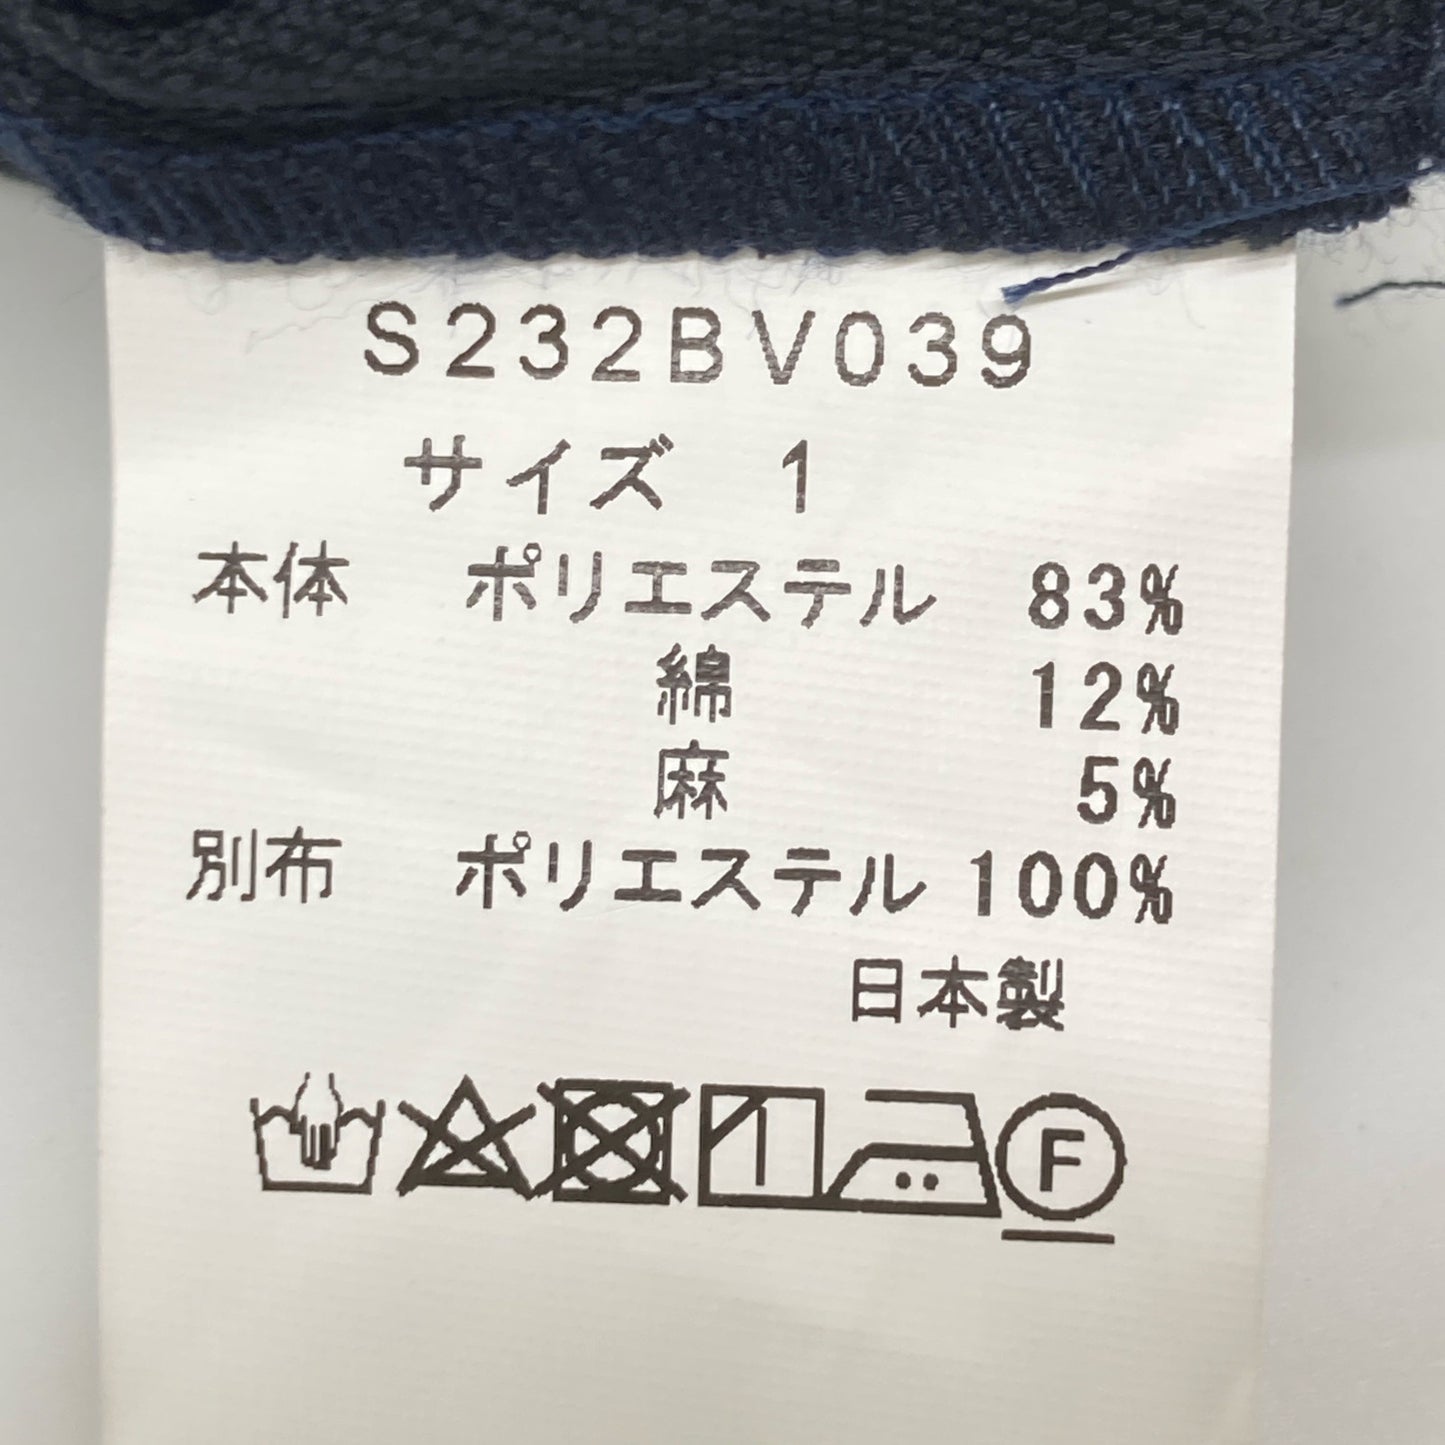 S232BV039
サイズ 1
本体 ポリエステル 83%
綿 12%
麻 5%
別布 ポリエステル 100%
日本製
F